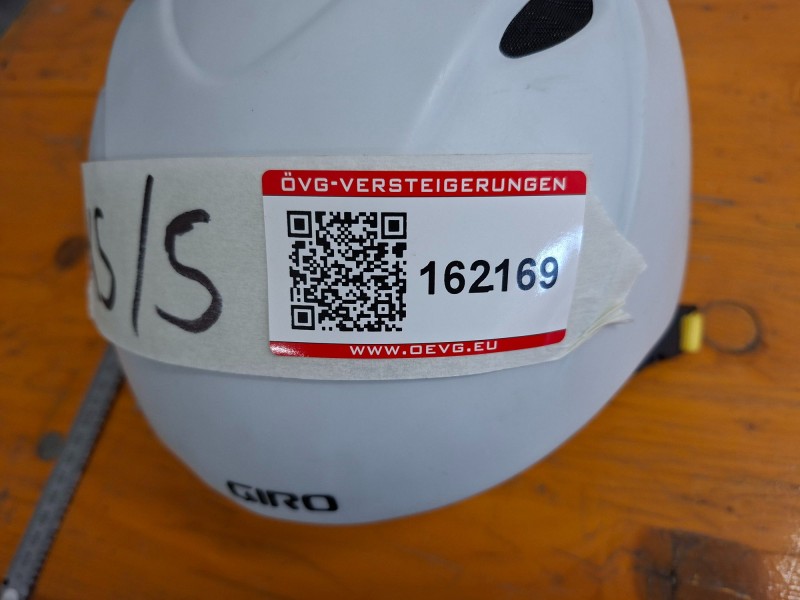 ÖVG-VERSTEIGERUNGEN
S/S
162169
WWW.OEVG.EU
GIRO